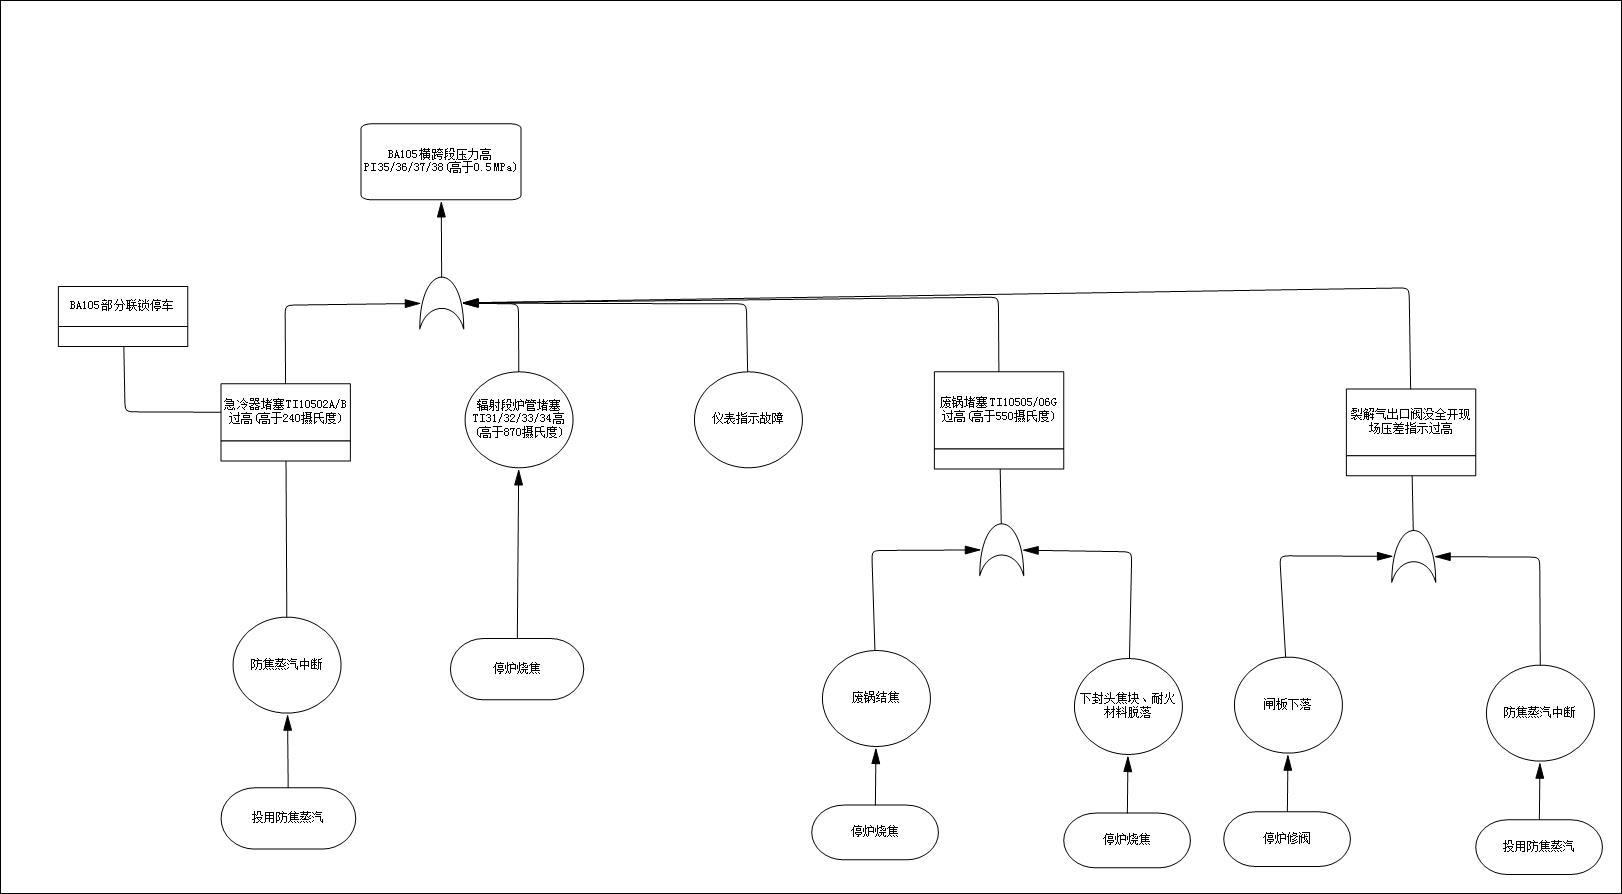 BA105横跨段压力高
PI35/36/37/38(高于0.5MPa)
BA105部分联锁停车
急冷器堵塞TI10502A/B
过高(高于240摄氏度)
辐射段炉管堵塞
TI31/32/33/34高
(高于870摄氏度)
仪表指示故障
废锅堵塞TI10505/06G
过高(高于550摄氏度)
裂解气出口阀没全开现
场压差指示过高
防焦蒸汽中断
停炉烧焦
废锅结焦
下封头焦块、耐火
材料脱落
闸板下落
防焦蒸汽中断
投用防焦蒸汽
停炉烧焦
停炉烧焦
停炉修阀
投用防焦蒸汽